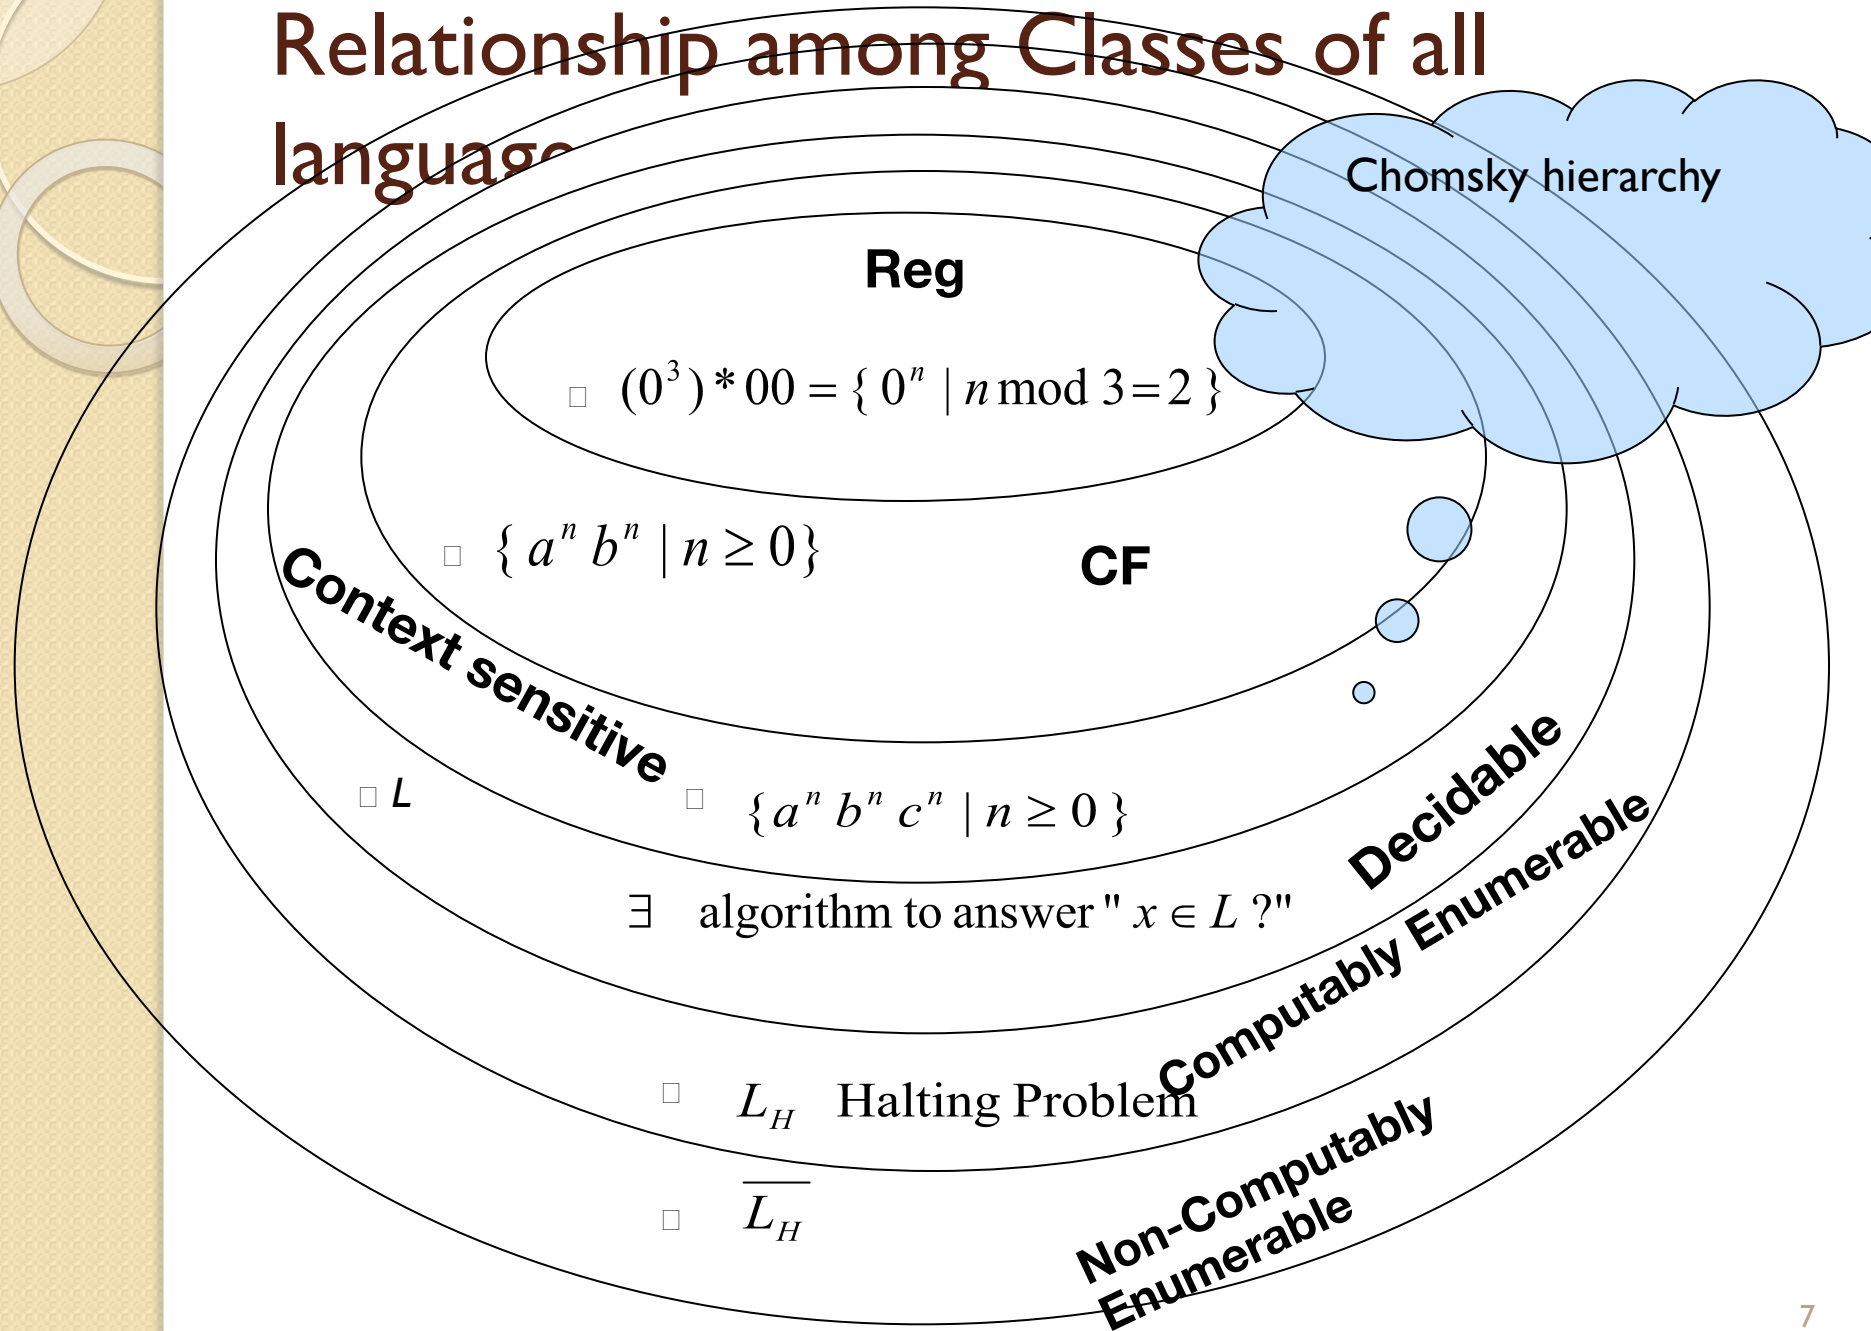 Relationship among Classes of all
language
Chomsky hierarchy
Reg
□ (0³)*00 = { 0ⁿ | n mod 3=2 }
□ { aⁿ bⁿ | n ≥ 0}
CF
Context sensitive
□ L
□ {aⁿ bⁿ cⁿ | n ≥ 0 }
Decidable
∃ algorithm to answer " x ∈ L ?"
Computably Enumerable
□ L_H Halting Problem
Non-Computably
Enumerable
□ \overline{L_H}
7